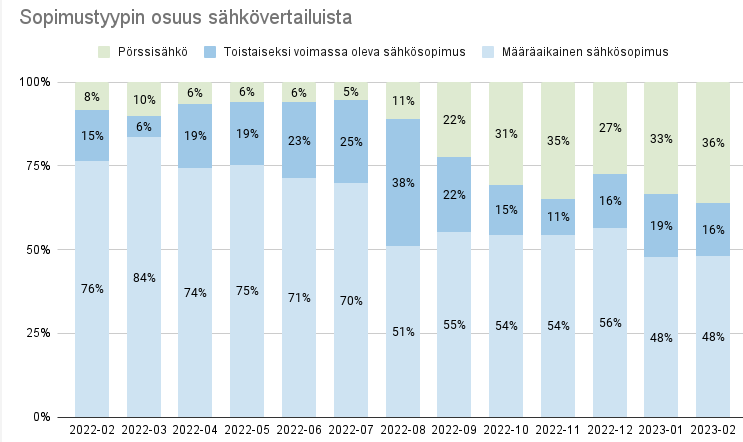 Sopimustyypin osuus sähkövertailuista
Pörssisähkö Toistaiseksi voimassa oleva sähkösopimus Määräaikainen sähkösopimus
100%
8% 10% 6% 6% 6% 5% 11% 22% 31% 35% 27% 33% 36%
15% 6% 19% 19% 23% 25% 38% 22% 15% 11% 16% 19% 16%
75%
50%
76% 84% 74% 75% 71% 70% 51% 55% 54% 54% 56% 48% 48%
25%
0%
2022-02 2022-03 2022-04 2022-05 2022-06 2022-07 2022-08 2022-09 2022-10 2022-11 2022-12 2023-01 2023-02